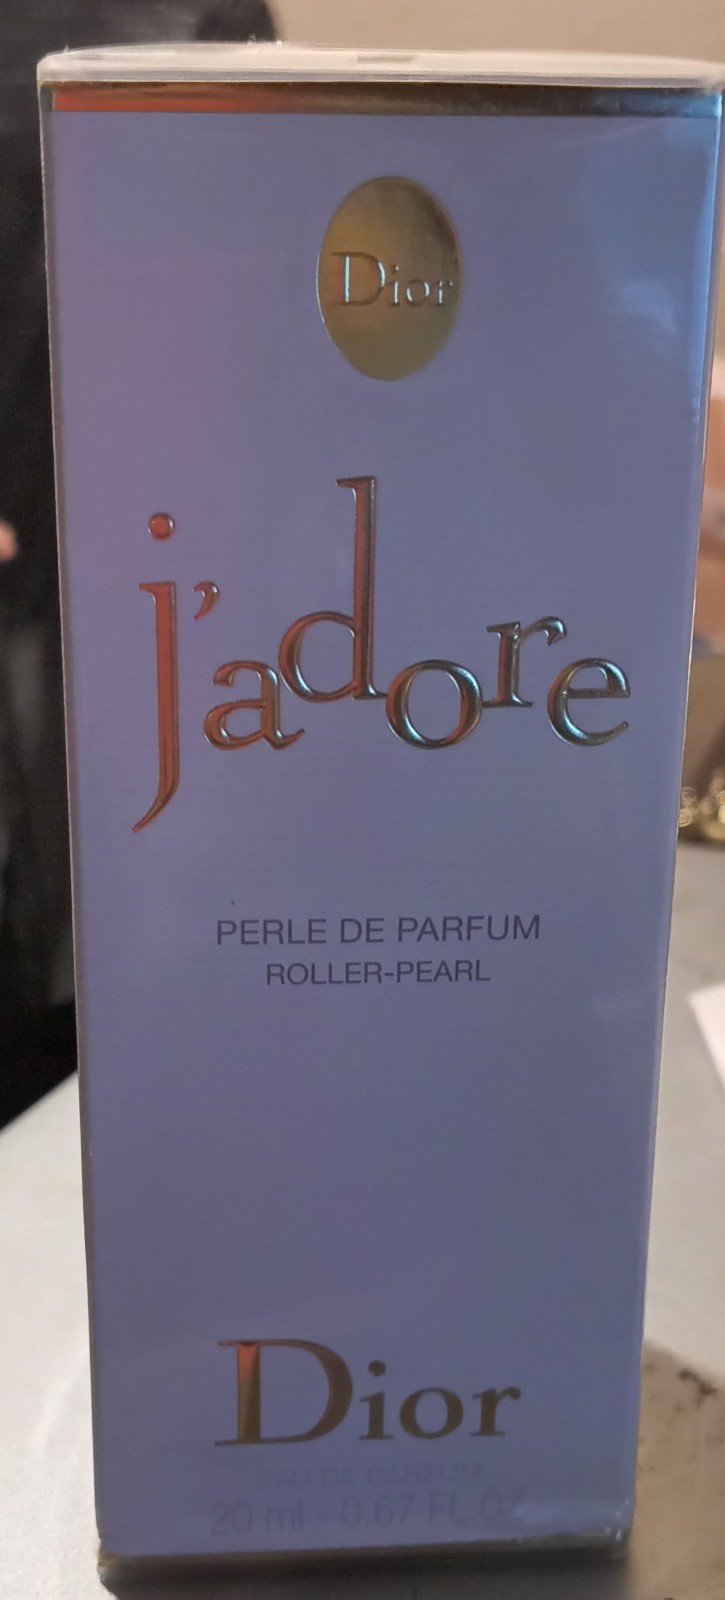 Dior
j'adore
PERLE DE PARFUM
ROLLER-PEARL
Dior
EAU DE PARFUM
20 ml - 0.67 FL.OZ